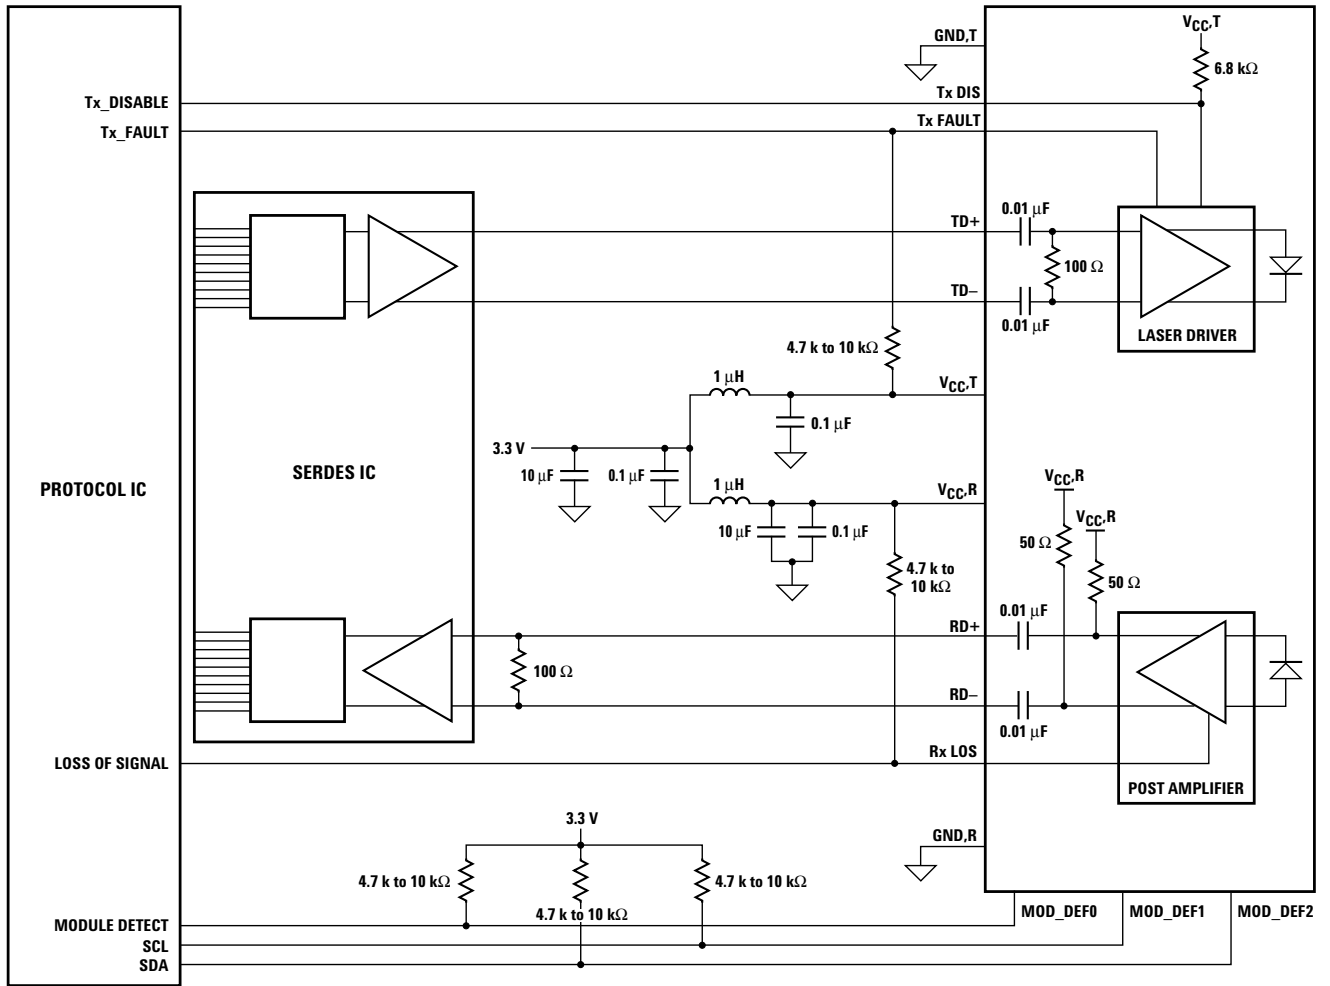 GND,T
VCC,T
6.8 kΩ
Tx_DISABLE
Tx DIS
Tx_FAULT
Tx FAULT
0.01 µF
TD+
100 Ω
TD–
0.01 µF
LASER DRIVER
4.7 k to 10 kΩ
1 µH
VCC,T
0.1 µF
3.3 V
10 µF
0.1 µF
SERDES IC
PROTOCOL IC
1 µH
VCC,R
10 µF
0.1 µF
4.7 k to
10 kΩ
VCC,R
VCC,R
50 Ω
50 Ω
0.01 µF
RD+
100 Ω
RD–
0.01 µF
LOSS OF SIGNAL
Rx LOS
POST AMPLIFIER
3.3 V
GND,R
4.7 k to 10 kΩ
4.7 k to 10 kΩ
4.7 k to 10 kΩ
MODULE DETECT
SCL
SDA
MOD_DEF0
MOD_DEF1
MOD_DEF2